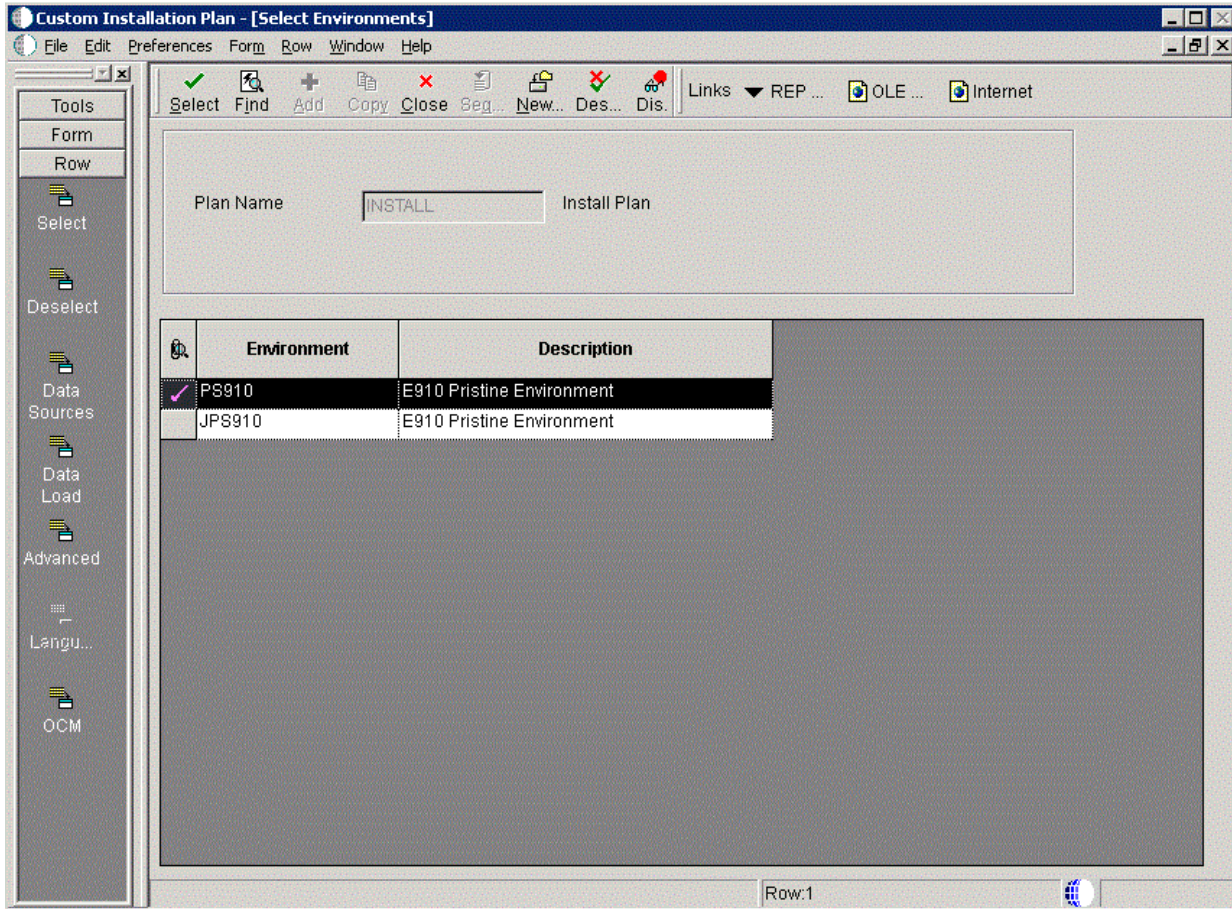 Custom Installation Plan - [Select Environments]
File Edit Preferences Form Row Window Help
Tools
Form
Row
Select
Deselect
Data
Sources
Data
Load
Advanced
Langu...
OCM
Select Find Add Copy Close Seq... New... Des... Dis. Links REP ... OLE ... Internet
Plan Name INSTALL Install Plan
Environment Description
PS910 E910 Pristine Environment
JPS910 E910 Pristine Environment
Row:1